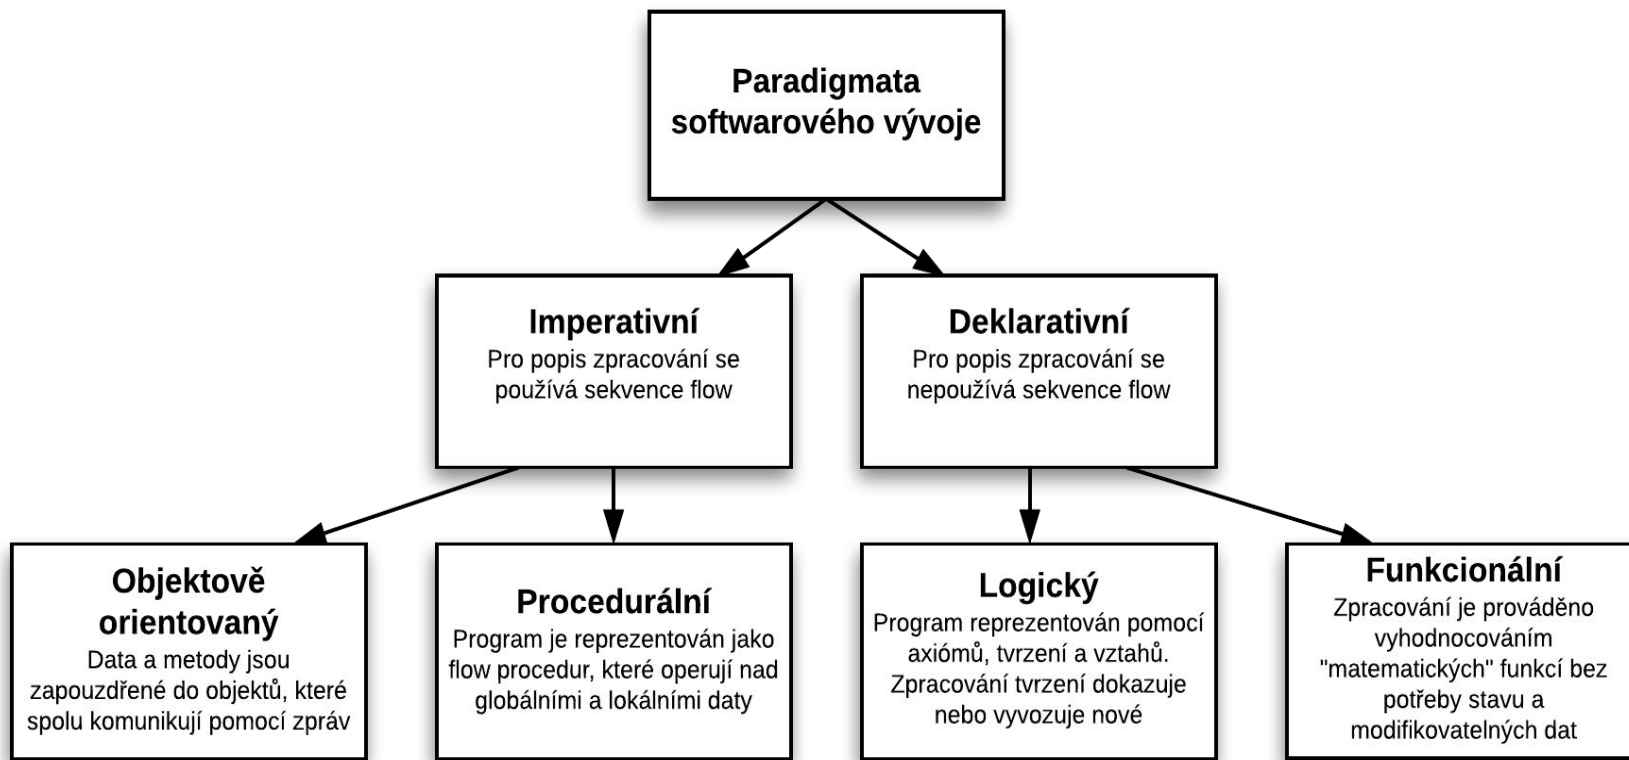 Paradigmata
softwarového vývoje
Imperativní
Pro popis zpracování se
používá sekvence flow
Deklarativní
Pro popis zpracování se
nepoužívá sekvence flow
Objektově
orientovaný
Data a metody jsou
zapouzdřené do objektů, které
spolu komunikují pomocí zpráv
Procedurální
Program je reprezentován jako
flow procedur, které operují nad
globálními a lokálními daty
Logický
Program reprezentován pomocí
axiómů, tvrzení a vztahů.
Zpracování tvrzení dokazuje
nebo vyvozuje nové
Funkcionální
Zpracování je prováděno
vyhodnocováním
"matematických" funkcí bez
potřeby stavu a
modifikovatelných dat